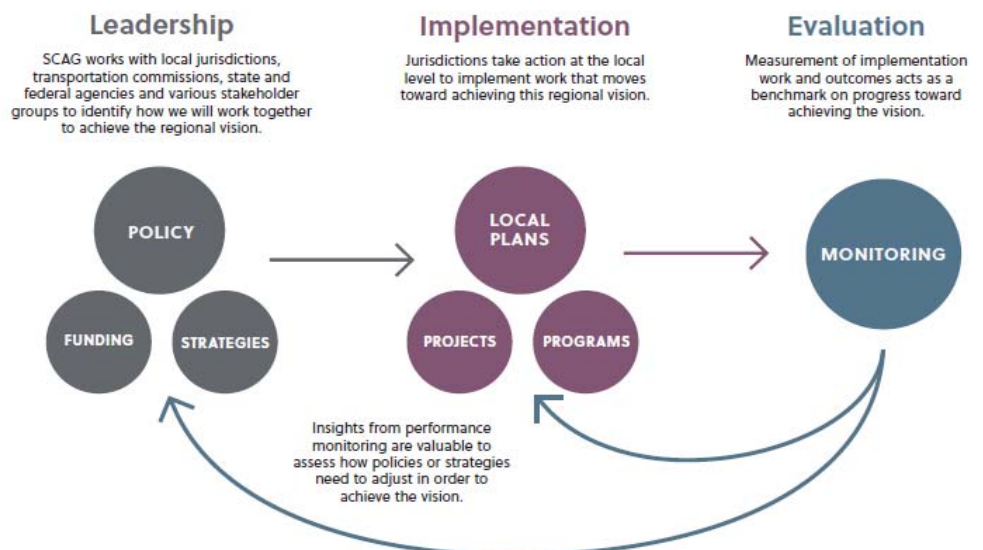 Leadership
SCAG works with local jurisdictions,
transportation commissions, state and
federal agencies and various stakeholder
groups to identify how we will work together
to achieve the regional vision.
Implementation
Jurisdictions take action at the local
level to implement work that moves
toward achieving this regional vision.
Evaluation
Measurement of implementation
work and outcomes acts as a
benchmark on progress toward
achieving the vision.
POLICY
FUNDING
STRATEGIES
LOCAL
PLANS
PROJECTS
PROGRAMS
MONITORING
Insights from performance
monitoring are valuable to
assess how policies or strategies
need to adjust in order to
achieve the vision.